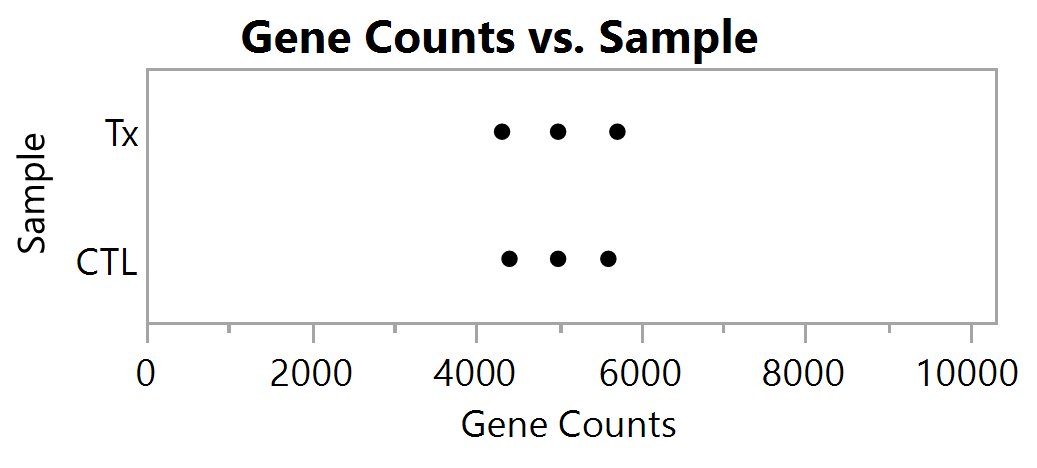 Gene Counts vs. Sample
Sample
Tx
CTL
0 2000 4000 6000 8000 10000
Gene Counts